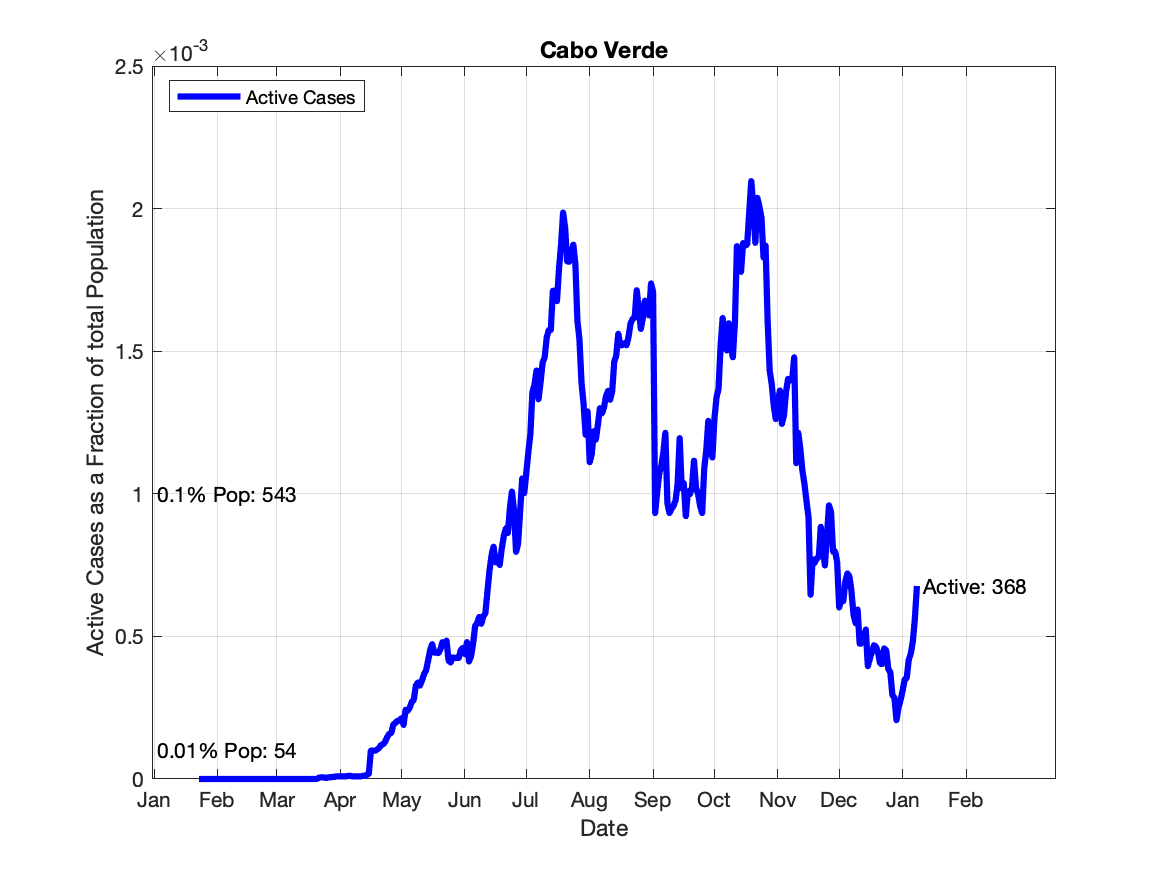 Cabo Verde
×10-3
2.5
2
1.5
1
0.5
0
Active Cases as a Fraction of total Population
Active Cases
0.1% Pop: 543
0.01% Pop: 54
Active: 368
Jan Feb Mar Apr May Jun Jul Aug Sep Oct Nov Dec Jan Feb
Date